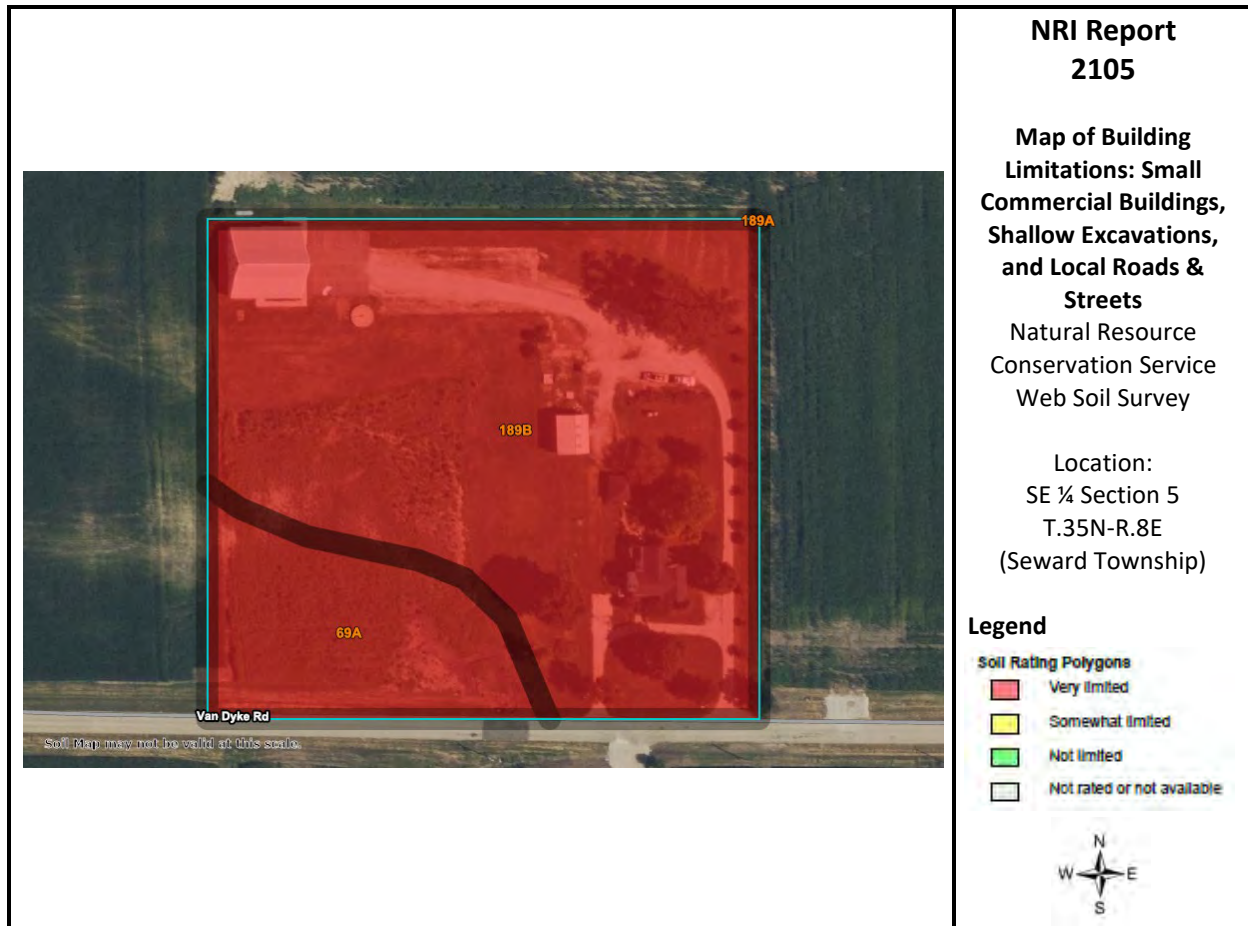 189A
189B
69A
Van Dyke Rd
Soil Map may not be valid at this scale.
NRI Report
2105
Map of Building
Limitations: Small
Commercial Buildings,
Shallow Excavations,
and Local Roads &
Streets
Natural Resource
Conservation Service
Web Soil Survey
Location:
SE ¼ Section 5
T.35N-R.8E
(Seward Township)
Legend
Soil Rating Polygons
Very limited
Somewhat limited
Not limited
Not rated or not available
N
W E
S